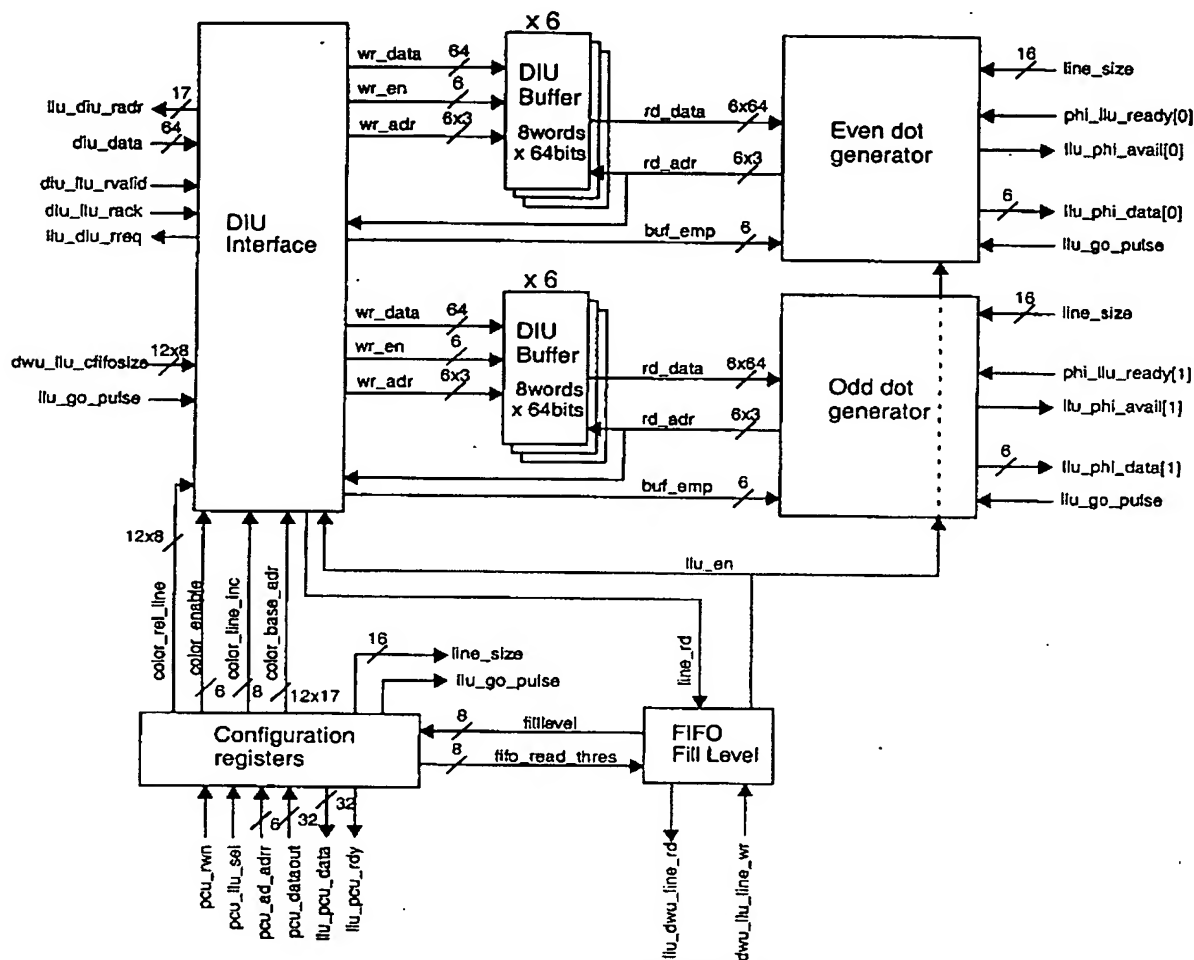 x 6
wr_data 64
wr_en 6
wr_adr 6x3
DIU
Buffer
8words
x 64bits
rd_data 6x64
rd_adr 6x3
buf_emp 6
Even dot
generator
16 line_size
phi_llu_ready[0]
llu_phi_avail[0]
6 llu_phi_data[0]
llu_go_pulse
llu_diu_radr 17
diu_data 64
diu_llu_rvalid
diu_llu_rack
llu_diu_rreq
DIU
Interface
dwu_llu_cfifosize 12x8
llu_go_pulse
x 6
wr_data 64
wr_en 6
wr_adr 6x3
DIU
Buffer
8words
x 64bits
rd_data 6x64
rd_adr 6x3
buf_emp 6
Odd dot
generator
16 line_size
phi_llu_ready[1]
llu_phi_avail[1]
6 llu_phi_data[1]
llu_go_pulse
12x8
color_rel_line
color_enable
6
color_line_inc
8
color_base_adr
12x17
llu_en
line_rd
16 line_size
llu_go_pulse
Configuration
registers
8 filllevel
8 fifo_read_thres
FIFO
Fill Level
pcu_rwn
pcu_llu_sel
pcu_ad_adrr
6
pcu_dataout
32
llu_pcu_data
32
llu_pcu_rdy
llu_dwu_line_rd
dwu_llu_line_wr